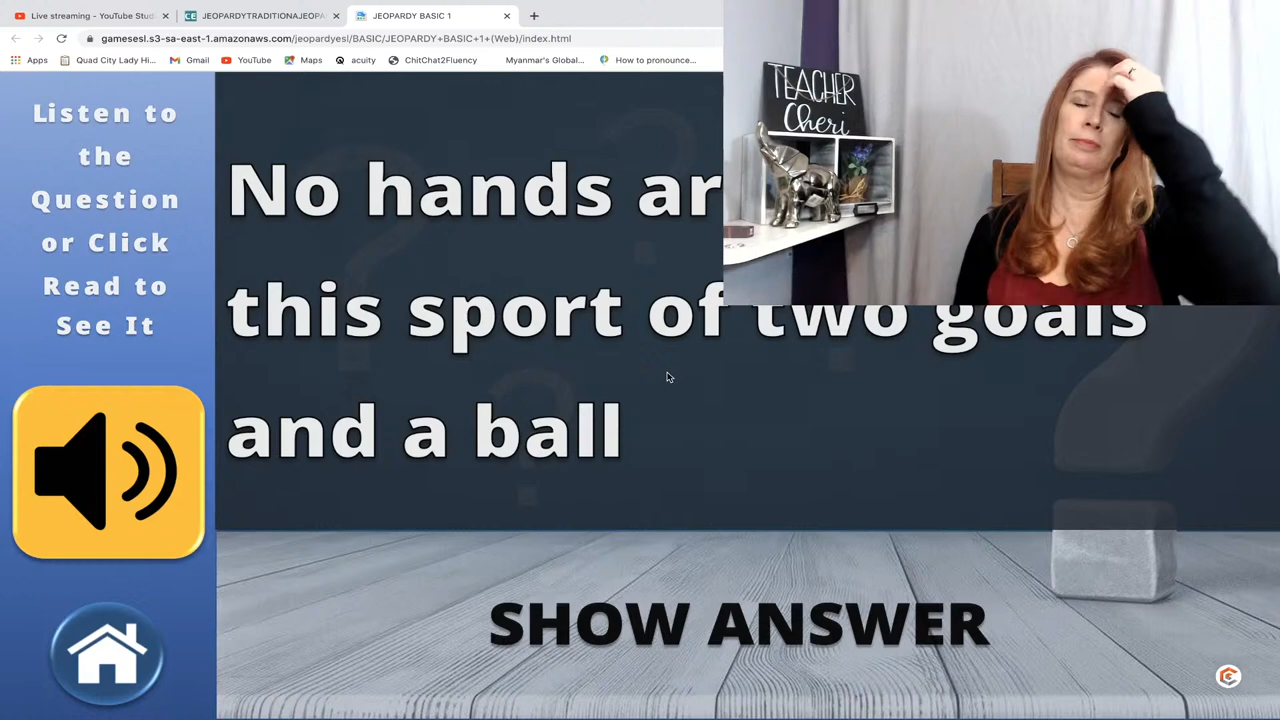 Live streaming - YouTube Stud
JEOPARDYTRADITIONAJEOPA
JEOPARDY BASIC 1
gamesesl.s3-sa-east-1.amazonaws.com/jeopardyesl/BASIC/JEOPARDY+BASIC+1+(Web)/index.html
Apps
Quad City Lady Hi...
Gmail
YouTube
Maps
acuity
ChitChat2Fluency
Myanmar's Global...
How to pronounce...
Listen to
the
Question
or Click
Read to
See It
No hands ar
this sport of two goals
and a ball
SHOW ANSWER
TEACHER
Cheri